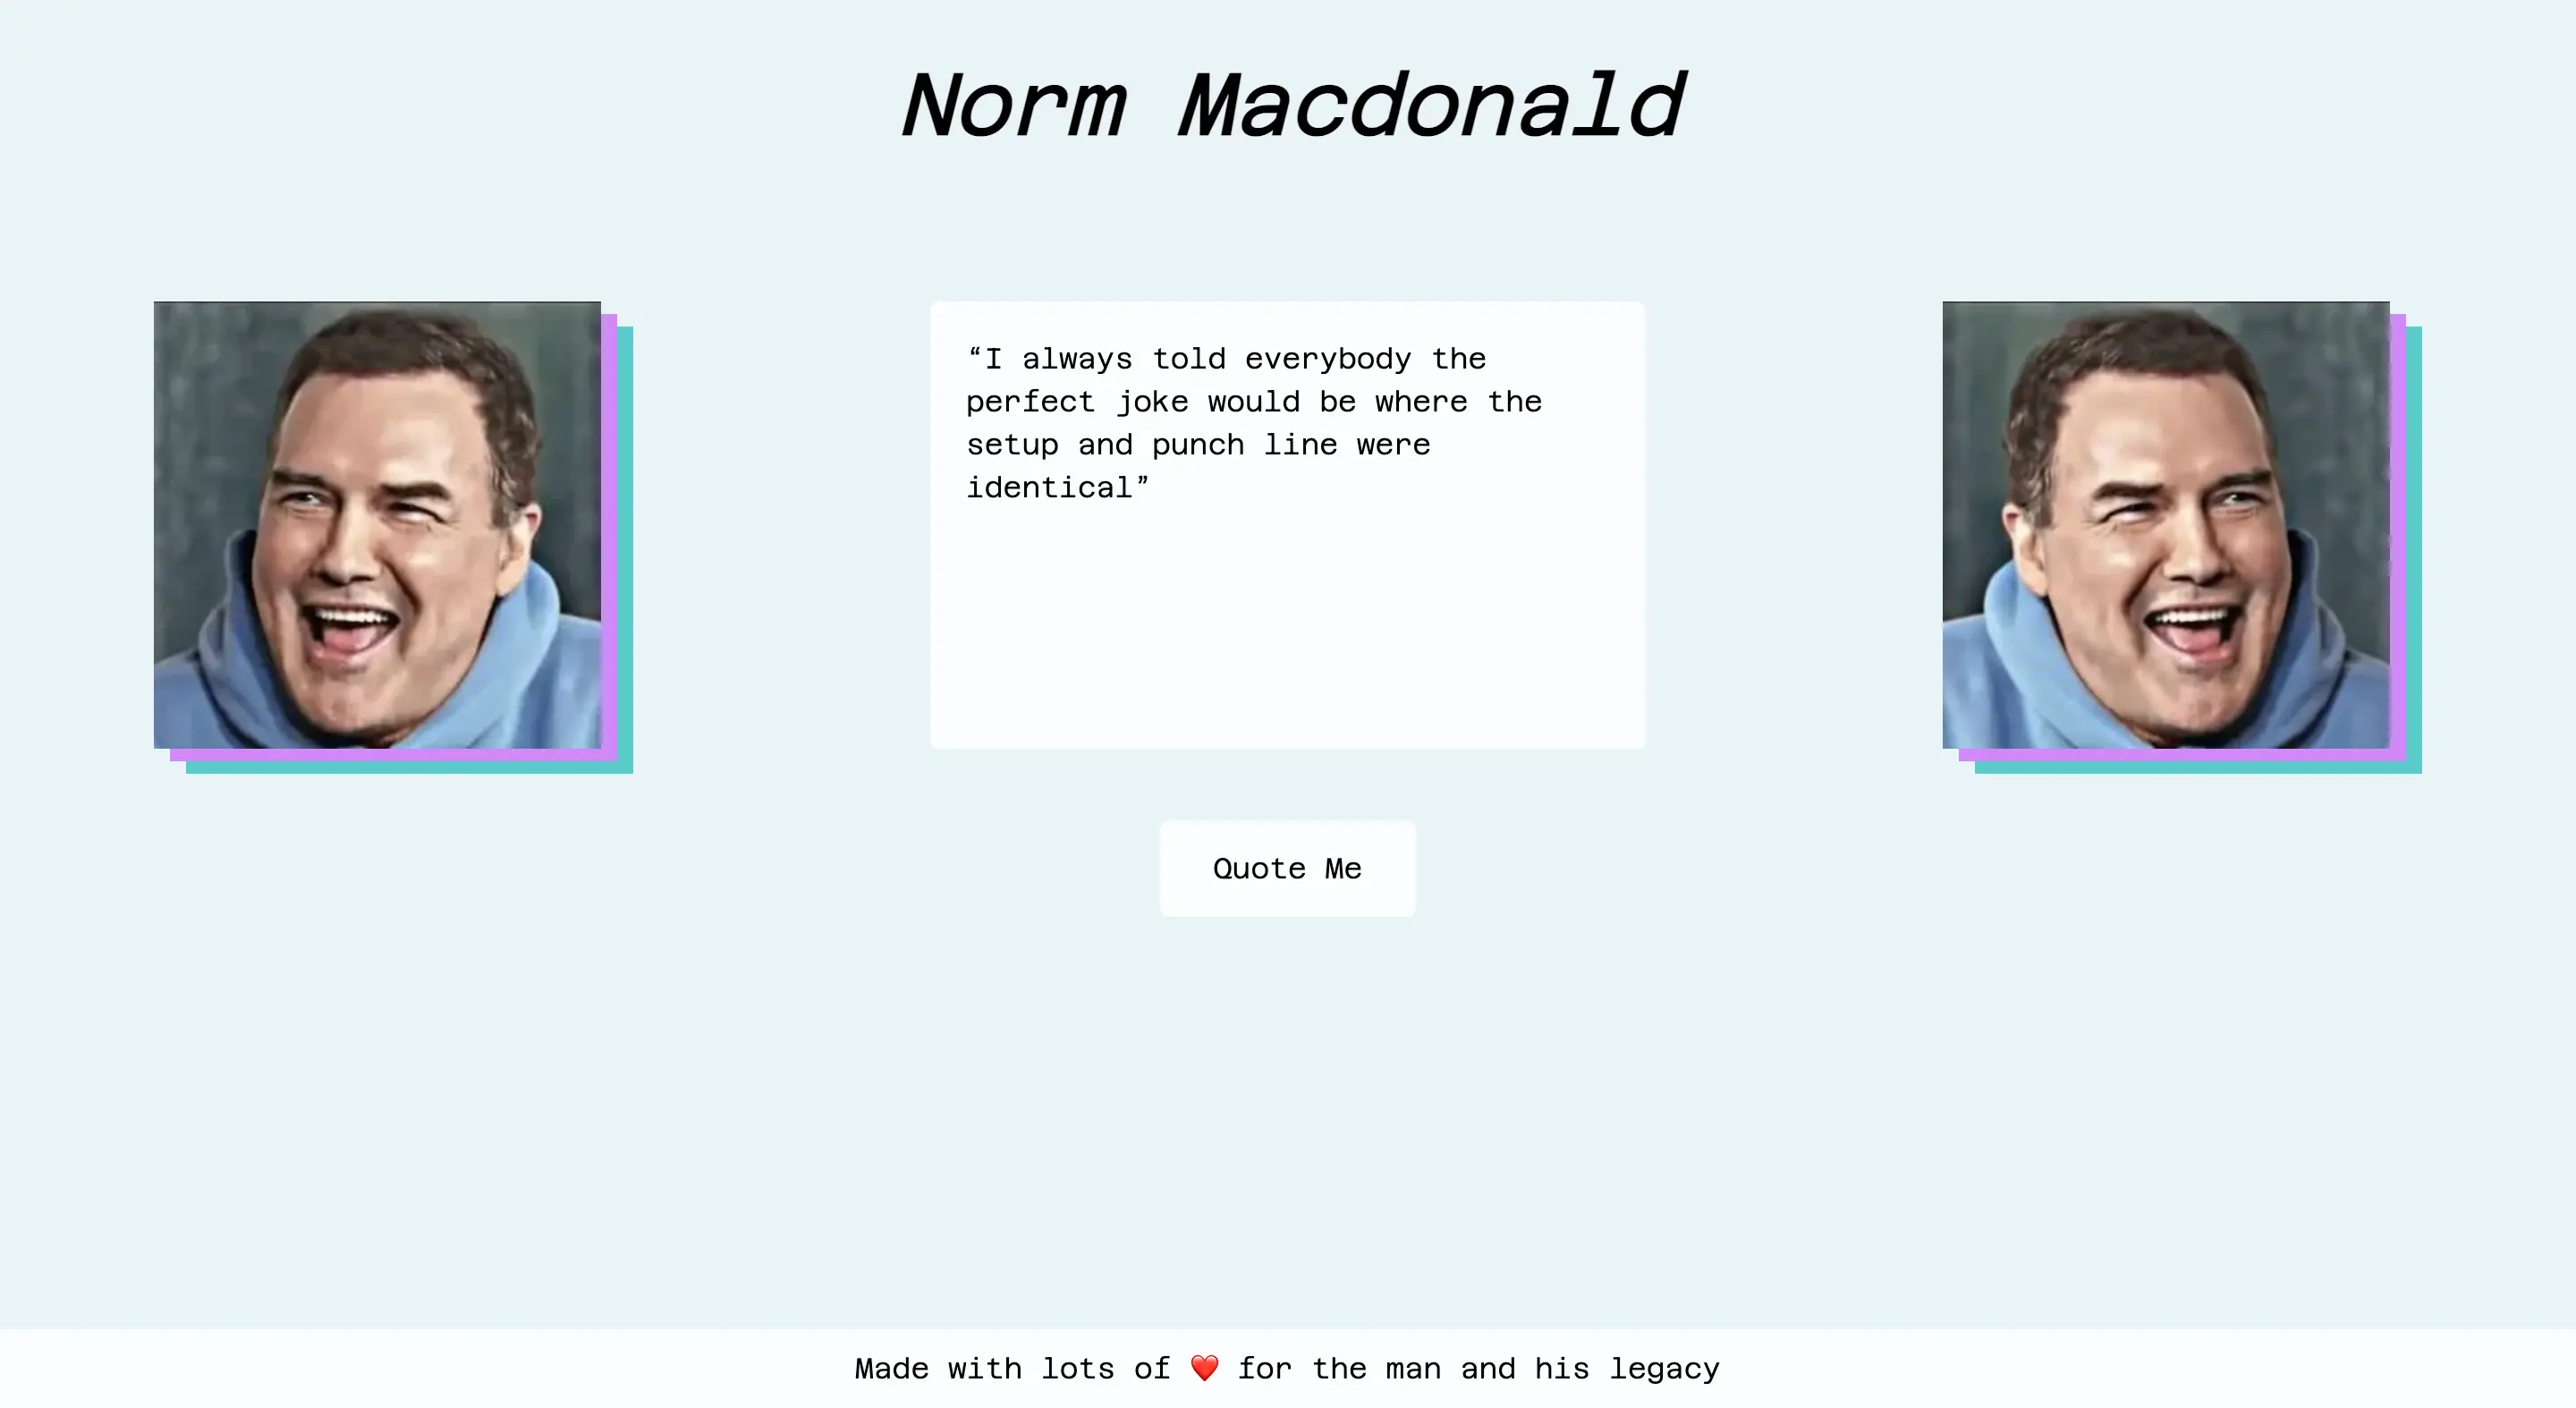 Norm Macdonald
“I always told everybody the
perfect joke would be where the
setup and punch line were
identical”
Quote Me
Made with lots of ❤️ for the man and his legacy